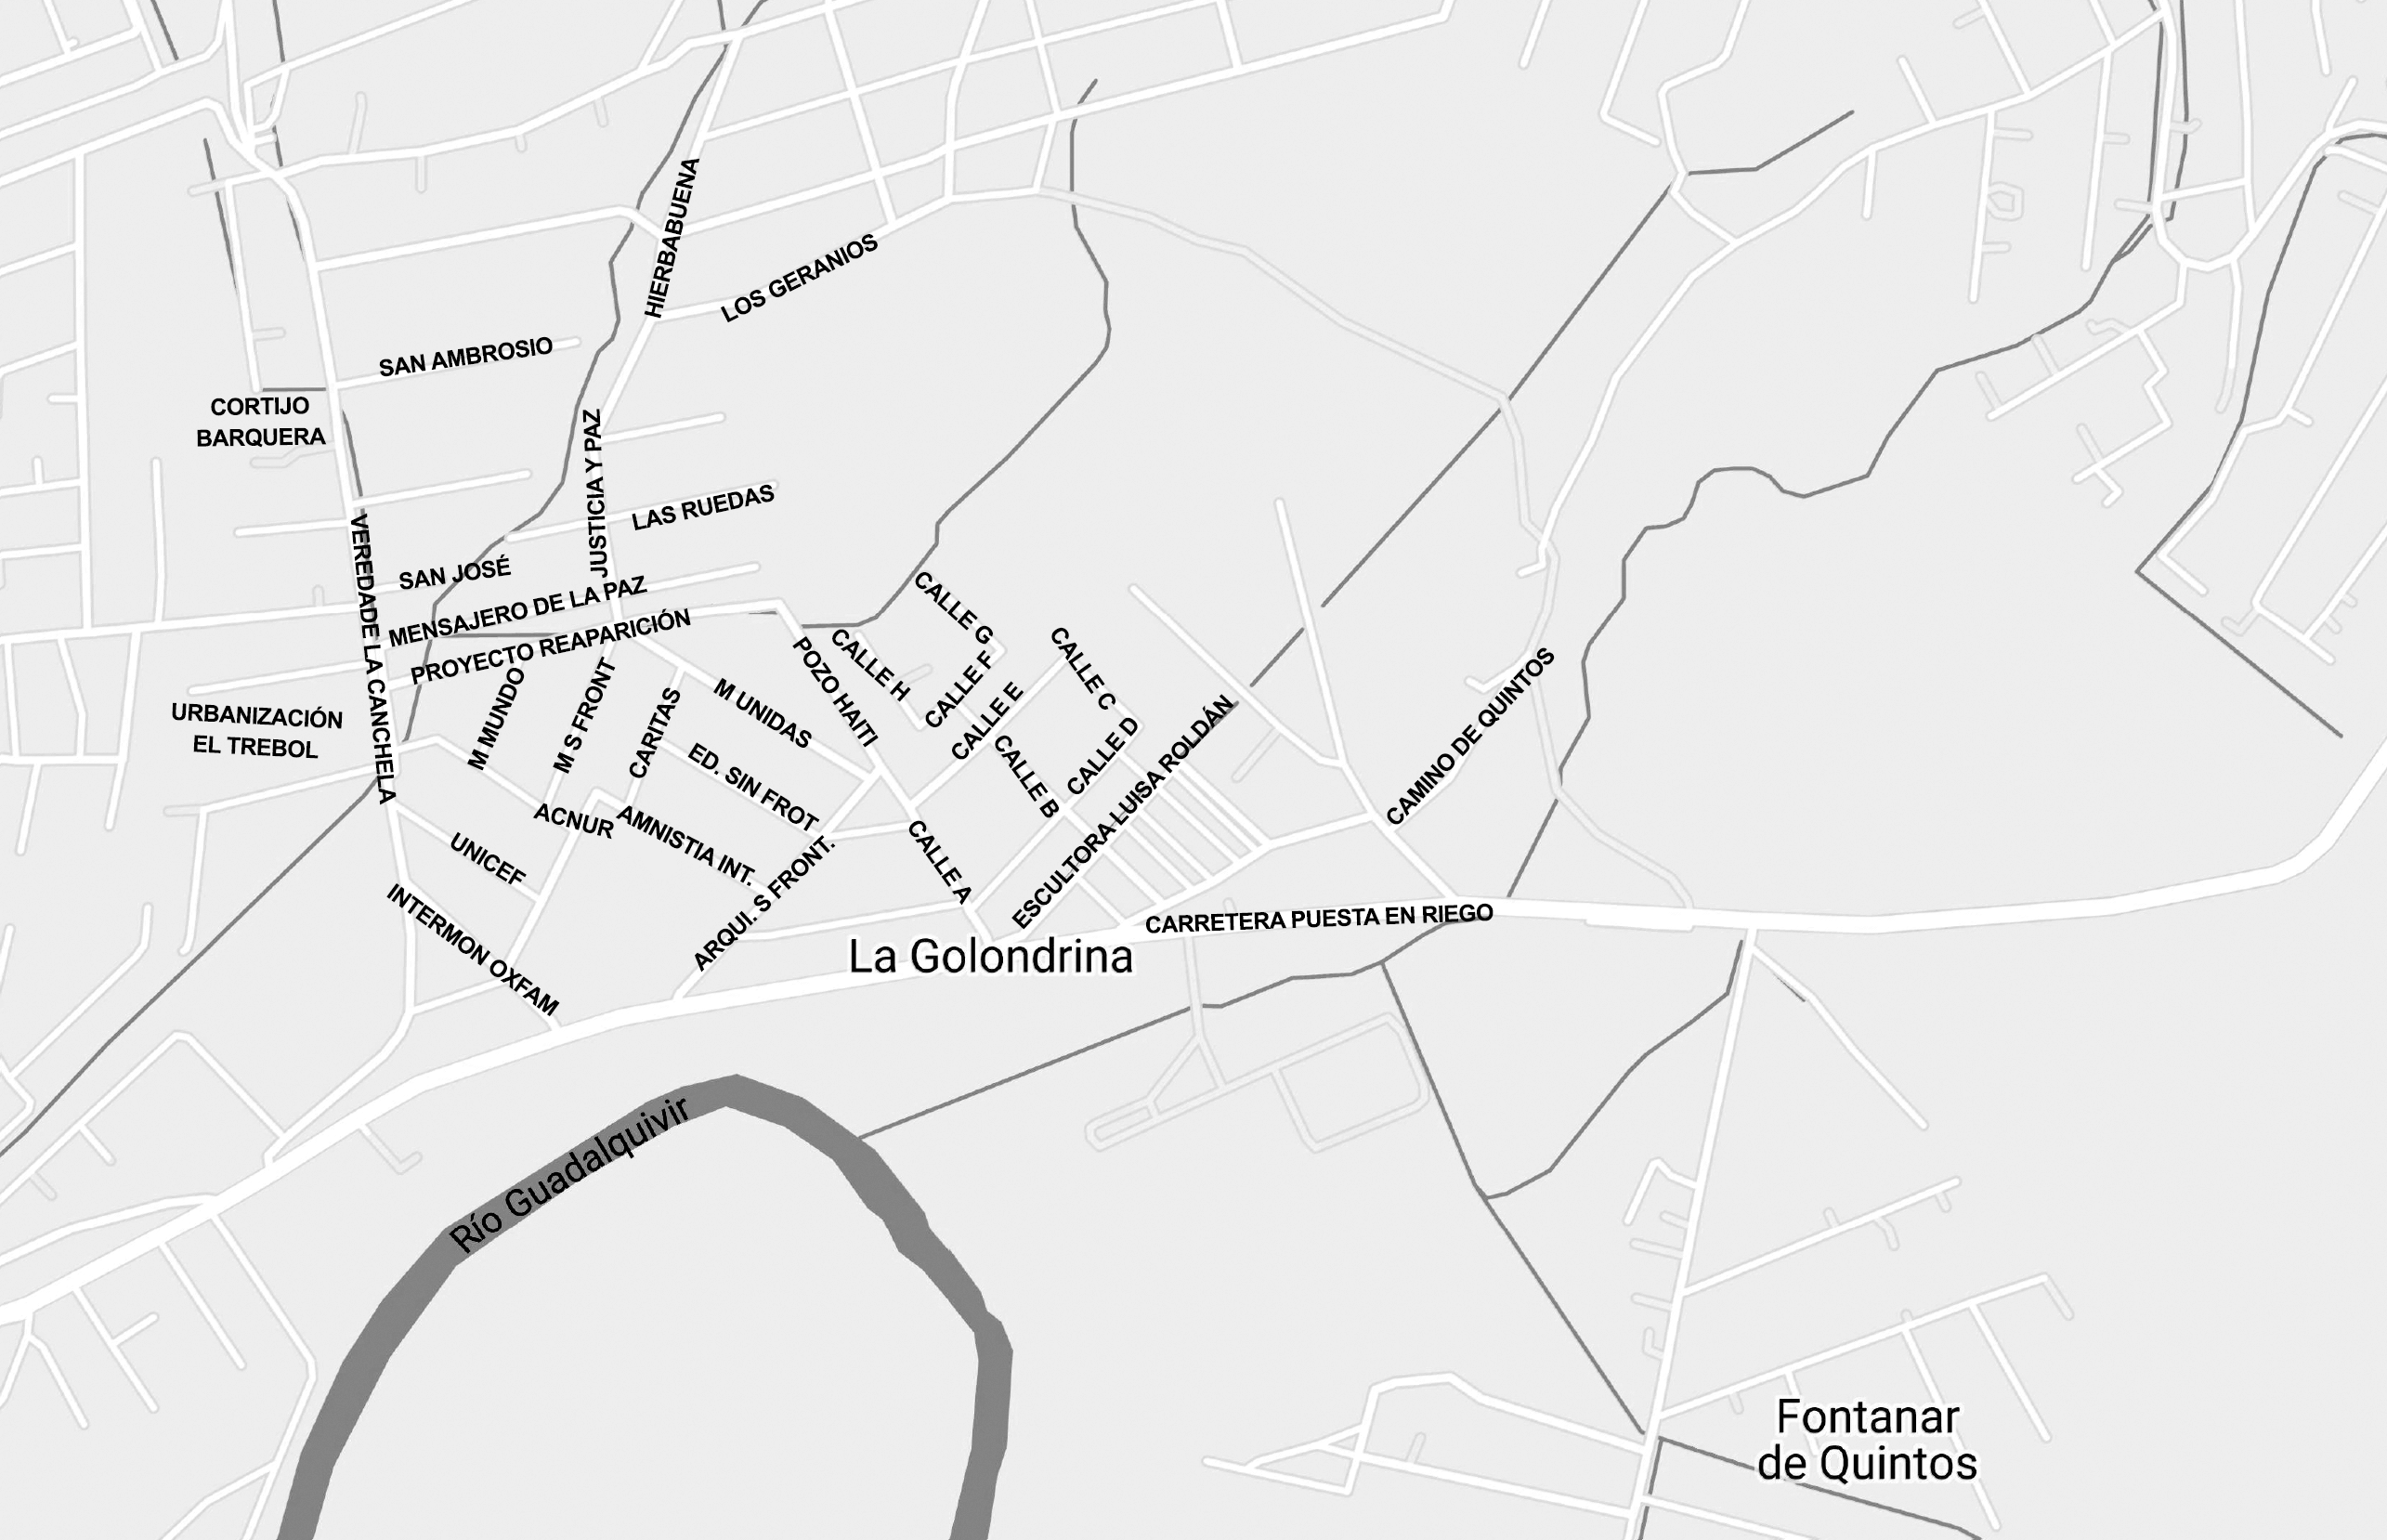 HIERBABUENA
LOS GERANIOS
SAN AMBROSIO
CORTIJO
BARQUERA
JUSTICIA Y PAZ
LAS RUEDAS
VEREDADE LA CANCHELA
SAN JOSÉ
MENSAJERO DE LA PAZ
PROYECTO REAPARICIÓN
CALLE G
CALLE H
CALLE F
CALLE C
POZO HAITI
CALLE E
CALLE D
CALLE B
M MUNDO
M S FRONT
CARITAS
M UNIDAS
URBANIZACIÓN
EL TREBOL
ED. SIN FROT
ESCULTORA LUISA ROLDÁN
CAMINO DE QUINTOS
ACNUR
AMNISTIA INT.
UNICEF
CALLE A
ARQUI. S FRONT.
INTERMON OXFAM
CARRETERA PUESTA EN RIEGO
La Golondrina
Río Guadalquivir
Fontanar
de Quintos